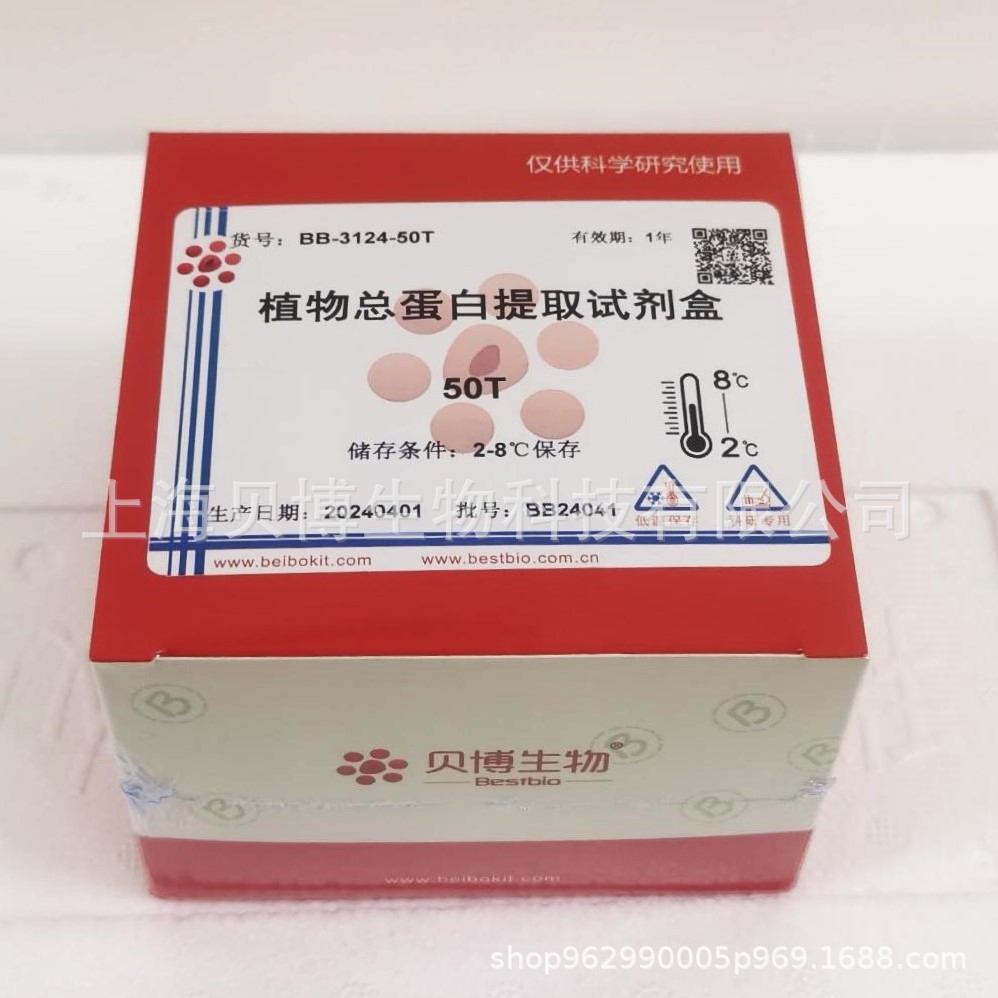 仅供科学研究使用
货号：BB-3124-50T 有效期：1年
植物总蛋白提取试剂盒
50T
8℃
2℃
储存条件：2-8℃保存
上海贝博生物科技有限公司
生产日期：20240401 批号：BB24041
低温保存 科研专用
www.beibokit.com www.bestbio.com.cn
B
B
B
B
B
B
贝博生物®
Bestbio
www.beibokit.com
shop962990005p969.1688.com